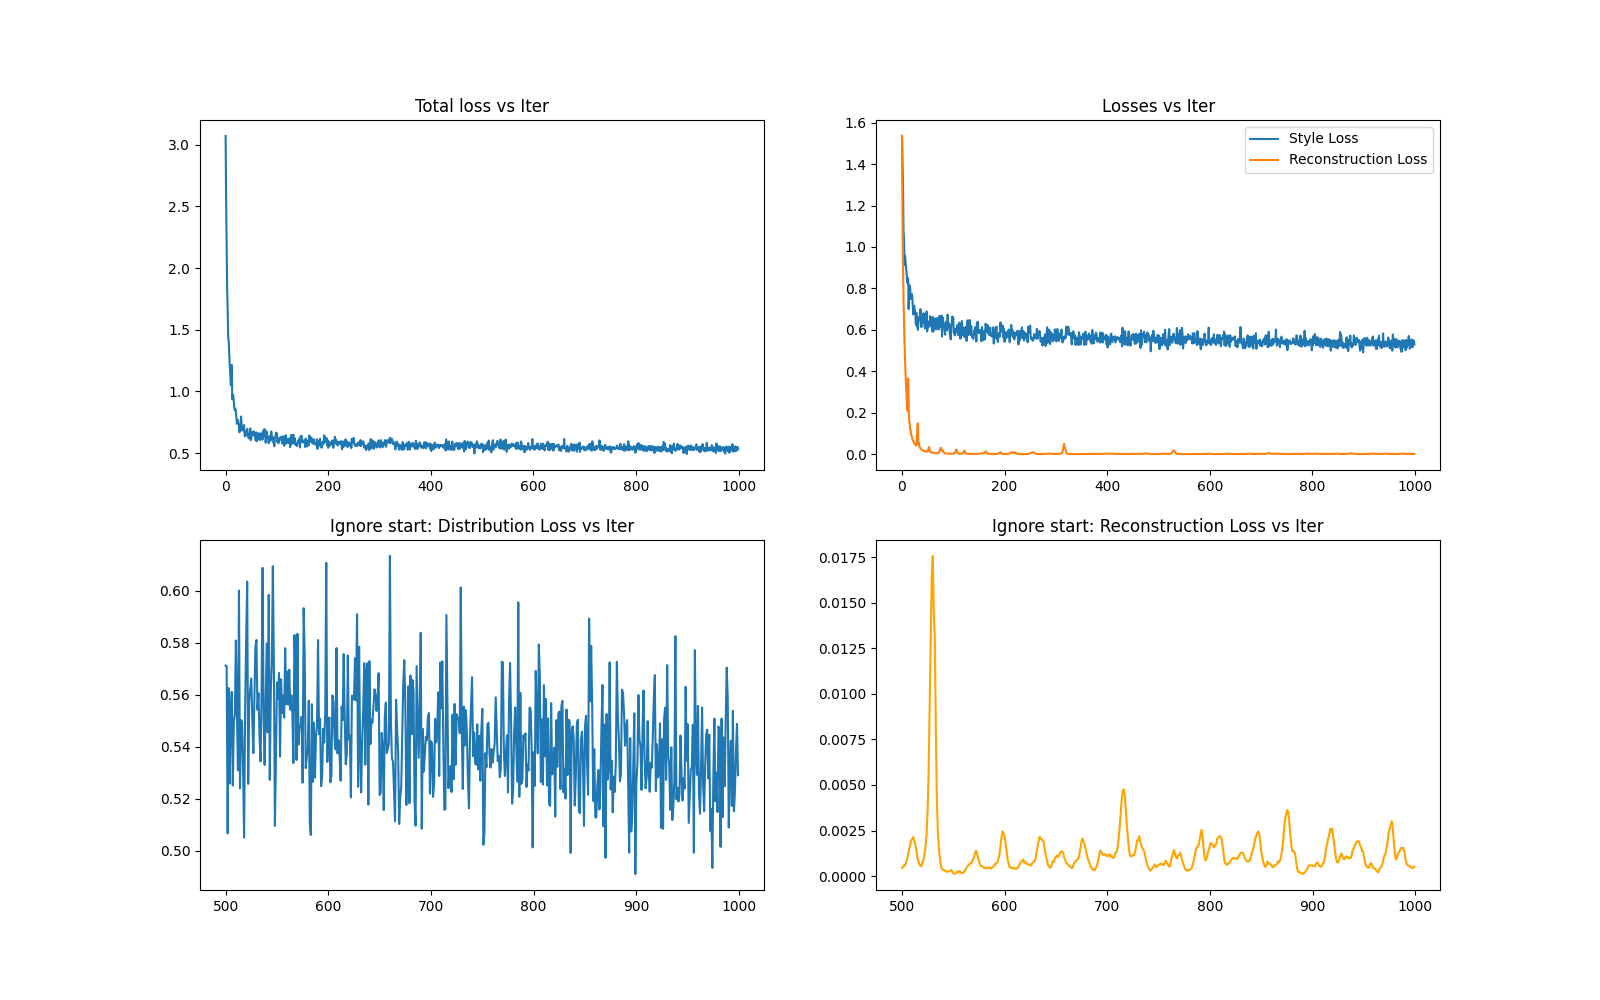 Total loss vs Iter
3.0
2.5
2.0
1.5
1.0
0.5
0 200 400 600 800 1000
Losses vs Iter
Style Loss
Reconstruction Loss
1.6
1.4
1.2
1.0
0.8
0.6
0.4
0.2
0.0
0 200 400 600 800 1000
Ignore start: Distribution Loss vs Iter
0.60
0.58
0.56
0.54
0.52
0.50
500 600 700 800 900 1000
Ignore start: Reconstruction Loss vs Iter
0.0175
0.0150
0.0125
0.0100
0.0075
0.0050
0.0025
0.0000
500 600 700 800 900 1000